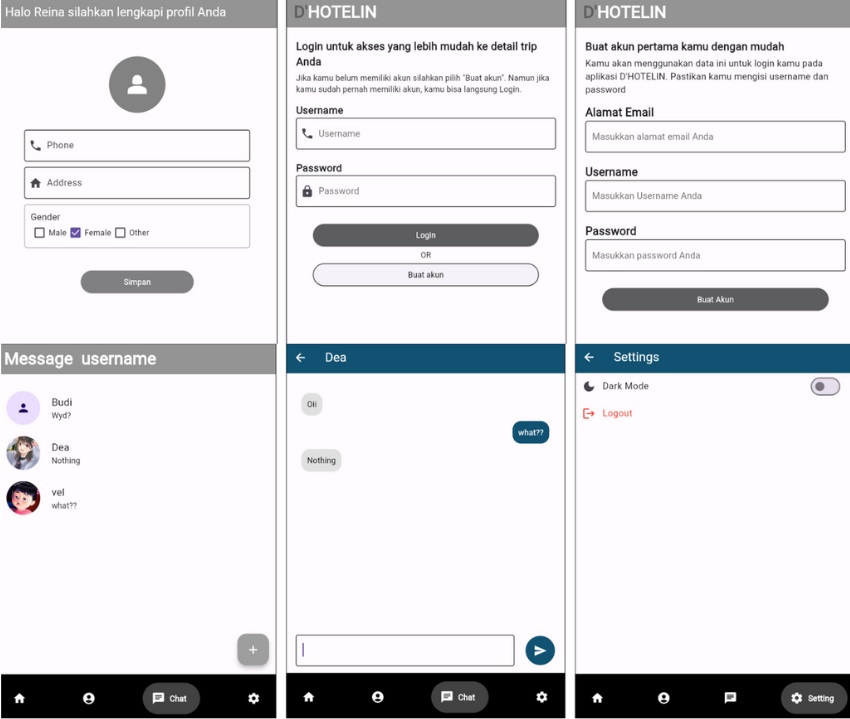 Halo Reina silahkan lengkapi profil Anda
Phone
Address
Gender
Male Female Other
Simpan
D'HOTELIN
Login untuk akses yang lebih mudah ke detail trip
Anda
Jika kamu belum memiliki akun silahkan pilih "Buat akun". Namun jika
kamu sudah pernah memiliki akun, kamu bisa langsung Login.
Username
Username
Password
Password
Login
OR
Buat akun
D'HOTELIN
Buat akun pertama kamu dengan mudah
Kamu akan menggunakan data ini untuk login kamu pada
aplikasi D'HOTELIN. Pastikan kamu mengisi username dan
password
Alamat Email
Masukkan alamat email Anda
Username
Masukkan Username Anda
Password
Masukkan password Anda
Buat Akun
Message username
Budi
Wyd?
Dea
Nothing
vel
what??
Chat
Dea
Oii
what??
Nothing
Chat
Settings
Dark Mode
Logout
Setting